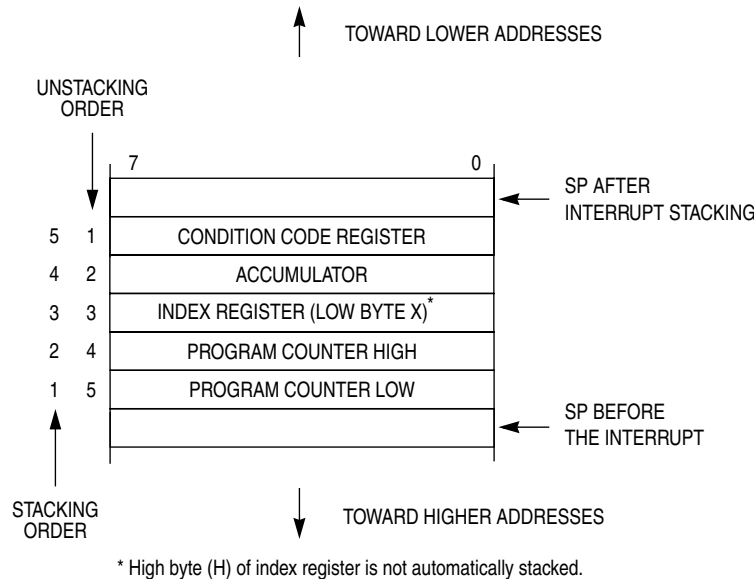 TOWARD LOWER ADDRESSES
UNSTACKING
ORDER
7 0
SP AFTER
INTERRUPT STACKING
5 1 CONDITION CODE REGISTER
4 2 ACCUMULATOR
3 3 INDEX REGISTER (LOW BYTE X)*
2 4 PROGRAM COUNTER HIGH
1 5 PROGRAM COUNTER LOW
SP BEFORE
THE INTERRUPT
STACKING
ORDER
TOWARD HIGHER ADDRESSES
* High byte (H) of index register is not automatically stacked.